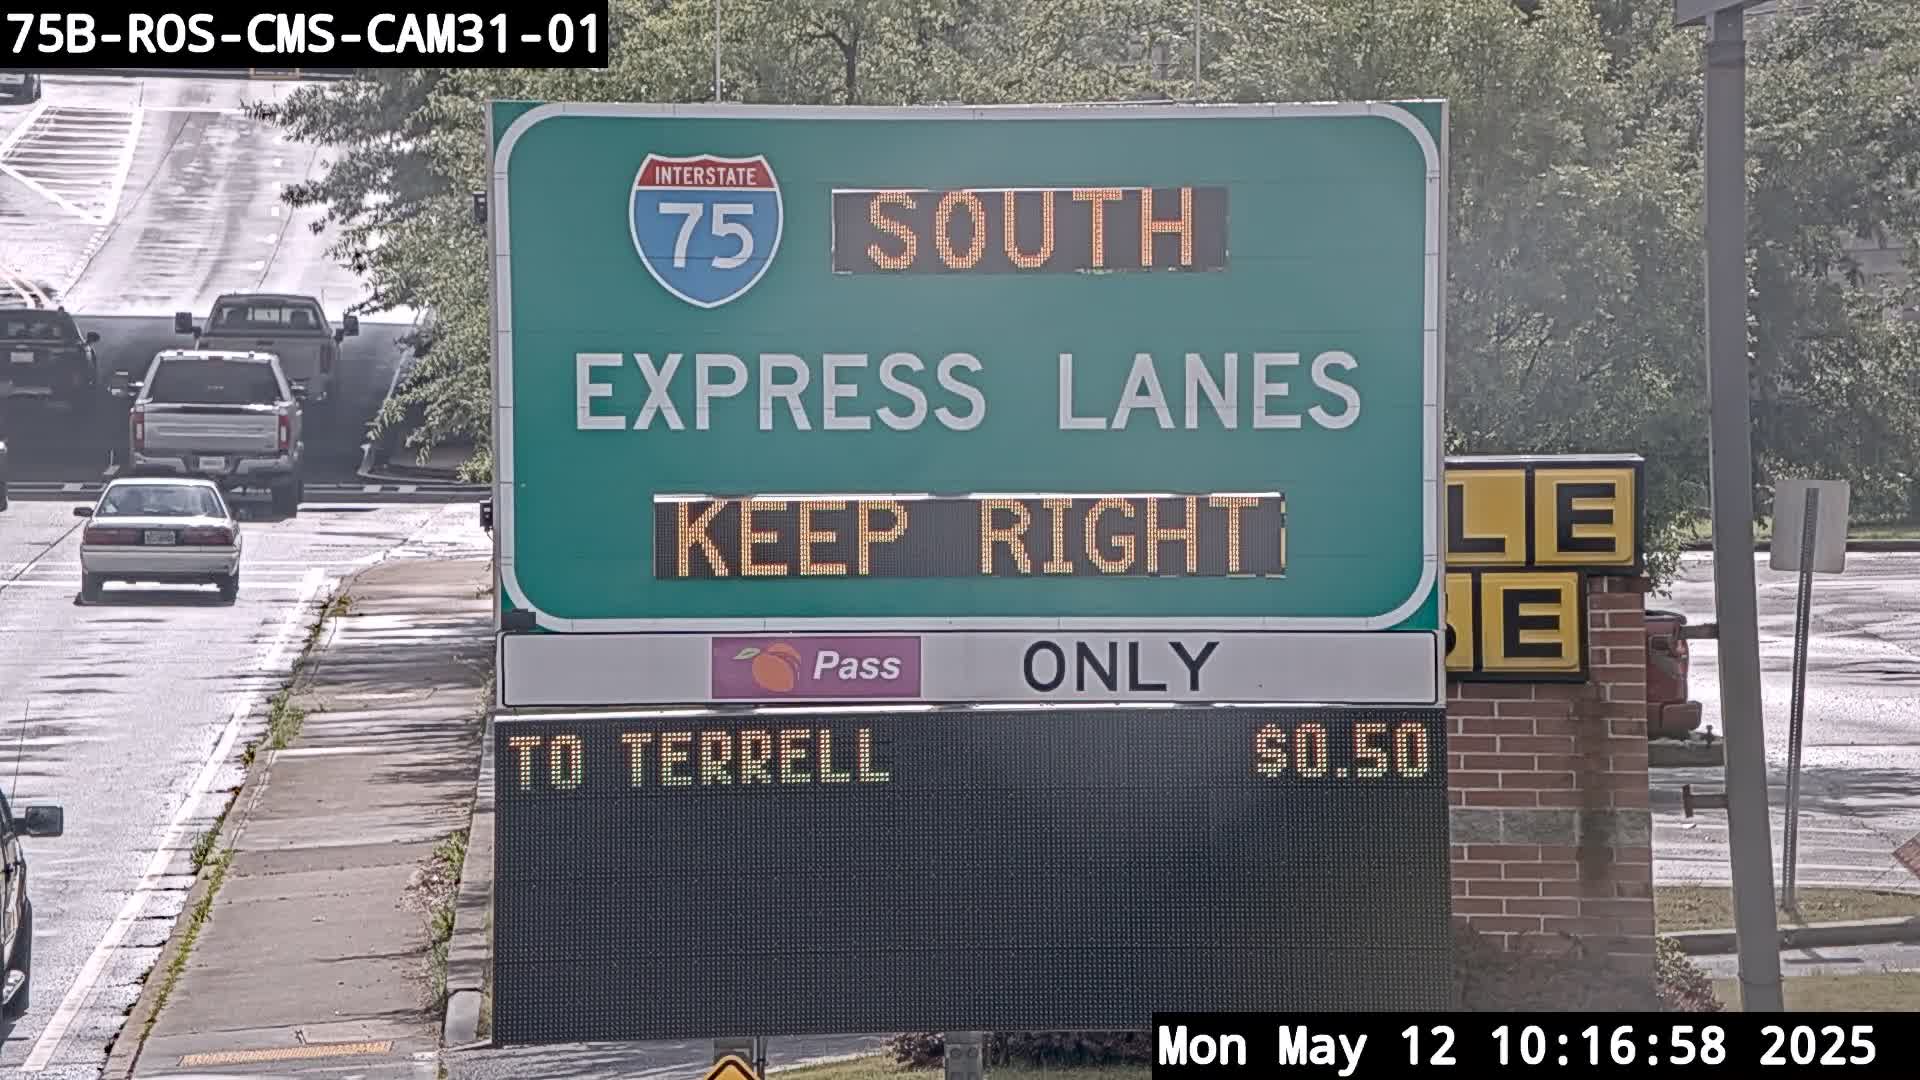 75B-ROS-CMS-CAM31-01
INTERSTATE
75
SOUTH
EXPRESS LANES
KEEP RIGHT
Pass ONLY
TO TERRELL $0.50
LE
E
Mon May 12 10:16:58 2025